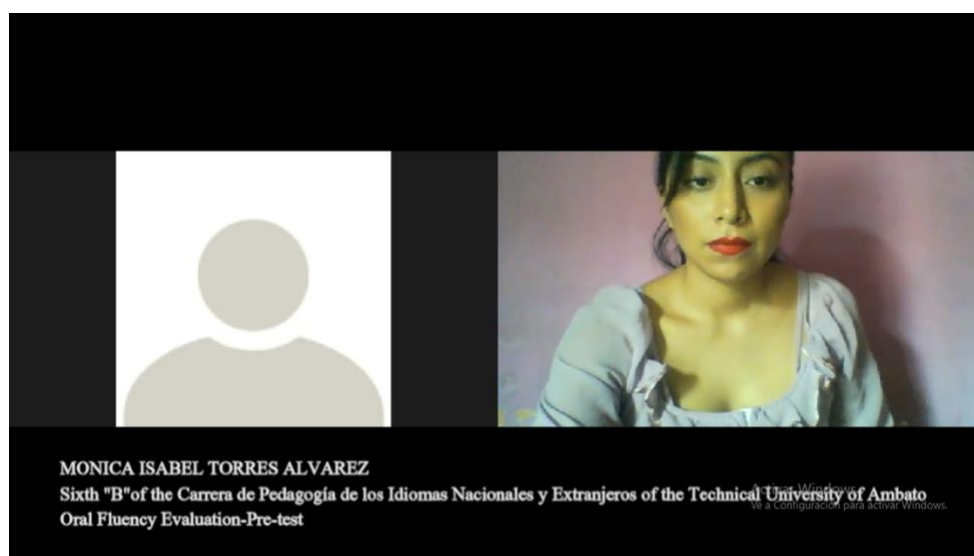 MONICA ISABEL TORRES ALVAREZ
Sixth "B"of the Carrera de Pedagogía de los Idiomas Nacionales y Extranjeros of the Technical University of Ambato
Activar Windows
Ve a Configuración para activar Windows.
Oral Fluency Evaluation-Pre-test